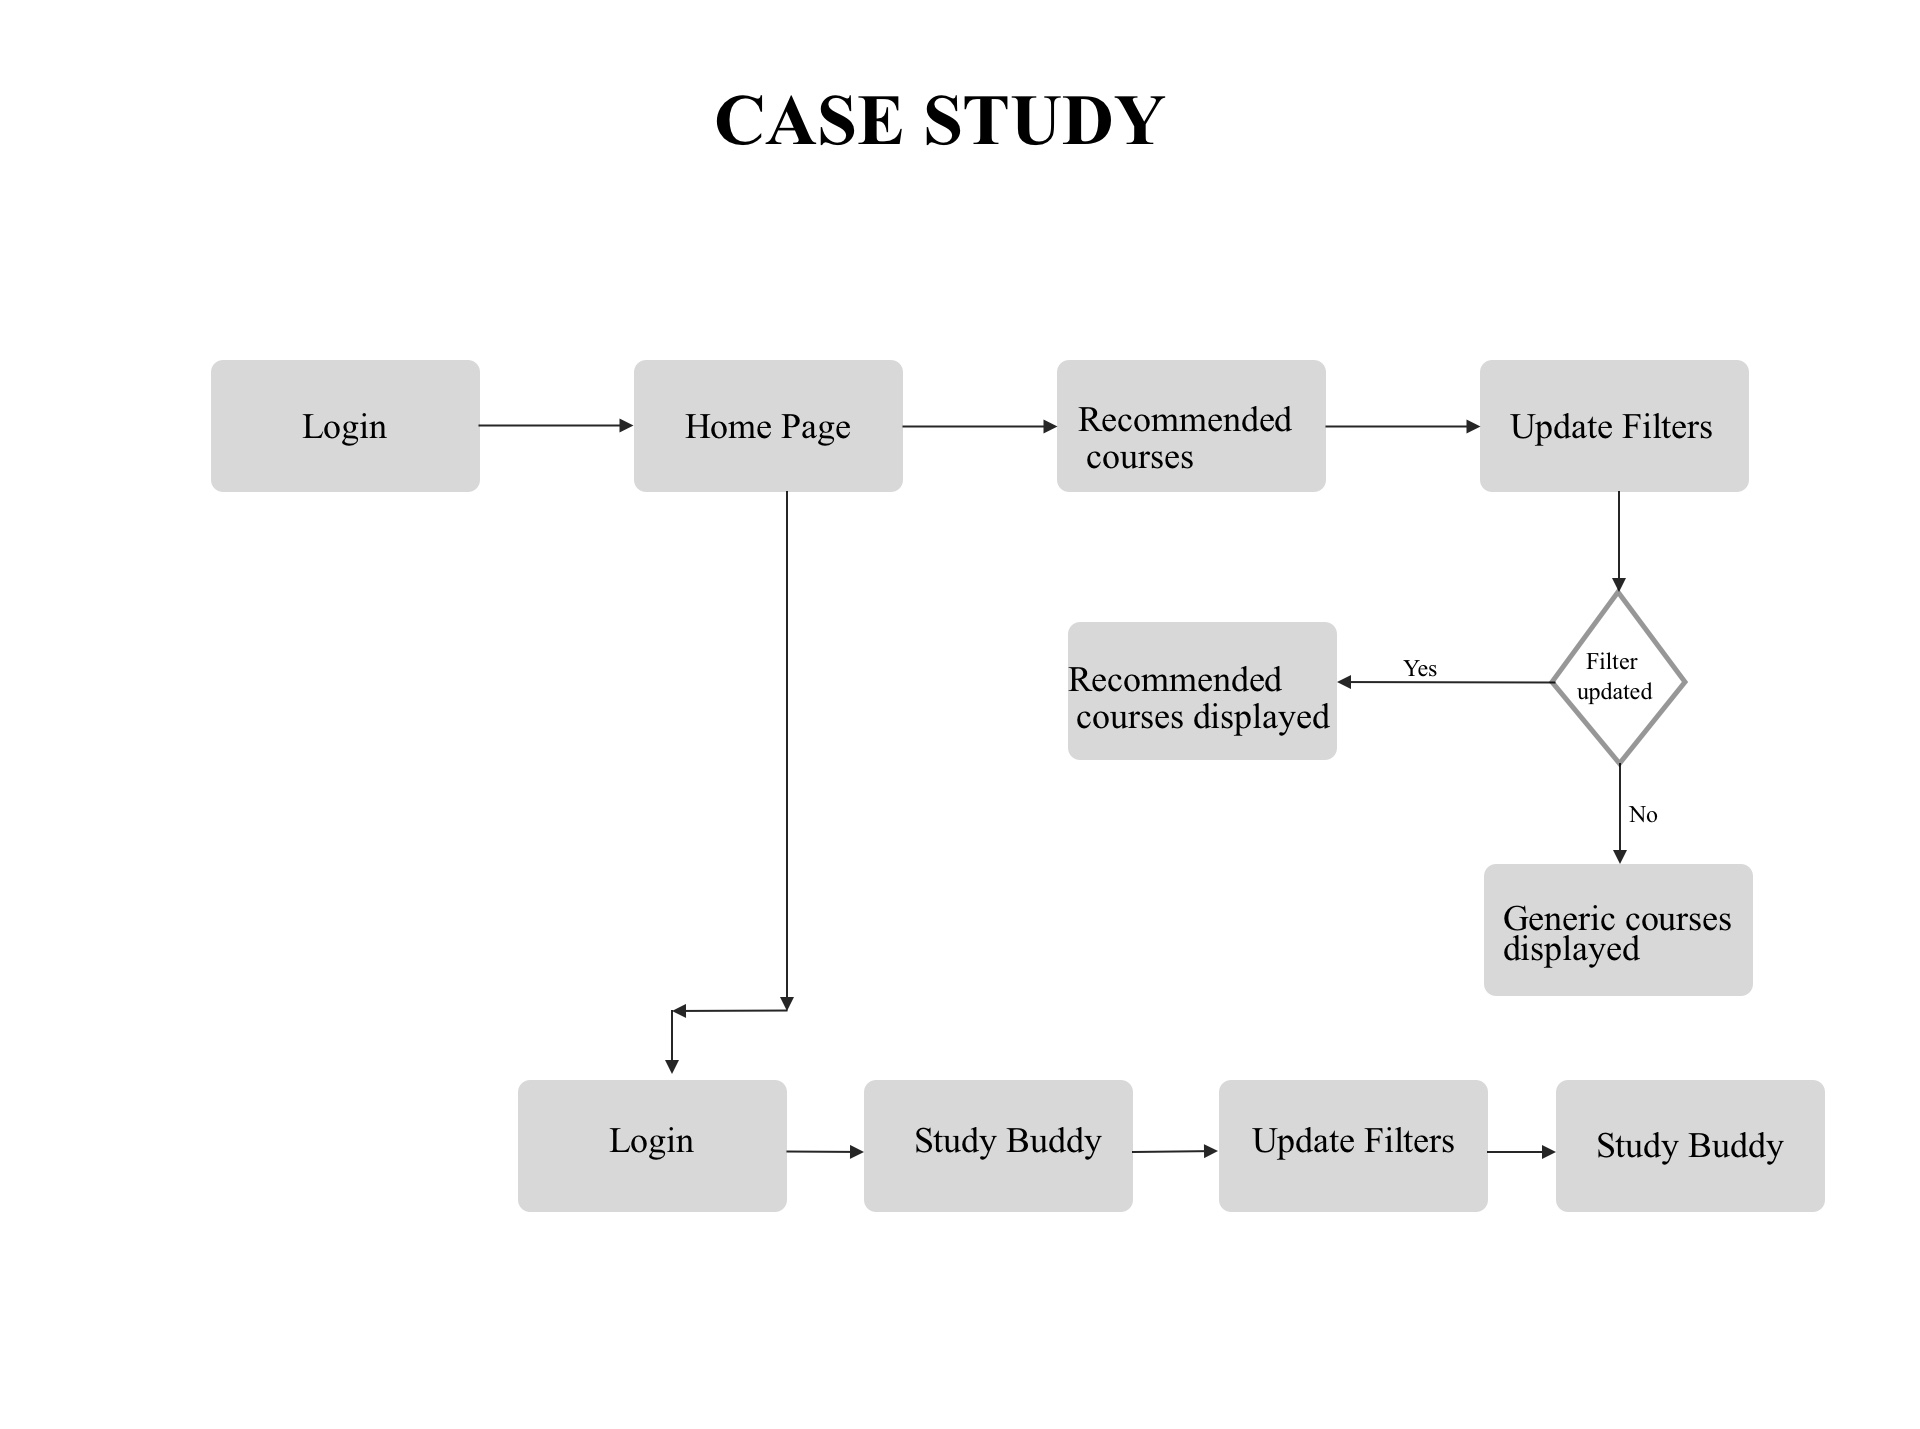 CASE STUDY
Login
Home Page
Recommended
courses
Update Filters
Filter
updated
Yes
Recommended
courses displayed
No
Generic courses
displayed
Login
Study Buddy
Update Filters
Study Buddy